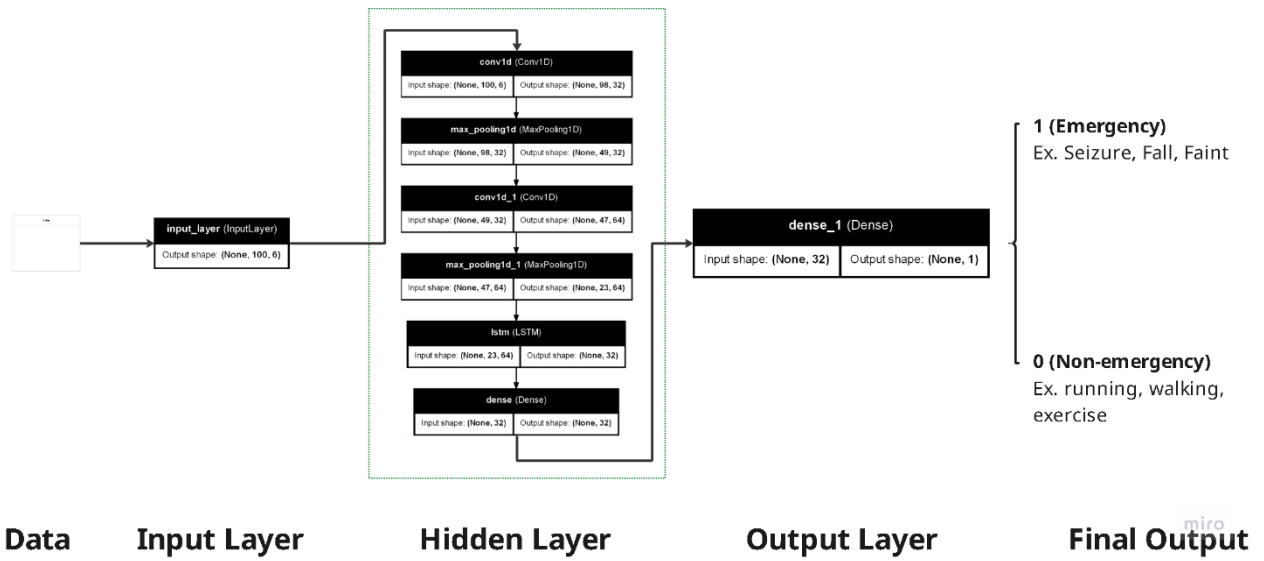 conv1d (Conv1D)
Input shape: (None, 100, 6) Output shape: (None, 98, 32)
max_pooling1d (MaxPooling1D)
Input shape: (None, 98, 32) Output shape: (None, 49, 32)
conv1d_1 (Conv1D)
Input shape: (None, 49, 32) Output shape: (None, 47, 64)
max_pooling1d_1 (MaxPooling1D)
Input shape: (None, 47, 64) Output shape: (None, 23, 64)
lstm (LSTM)
Input shape: (None, 23, 64) Output shape: (None, 32)
dense (Dense)
Input shape: (None, 32) Output shape: (None, 32)
input_layer (InputLayer)
Output shape: (None, 100, 6)
dense_1 (Dense)
Input shape: (None, 32) Output shape: (None, 1)
1 (Emergency)
Ex. Seizure, Fall, Faint
0 (Non-emergency)
Ex. running, walking,
exercise
Data Input Layer Hidden Layer Output Layer Final Output
miro